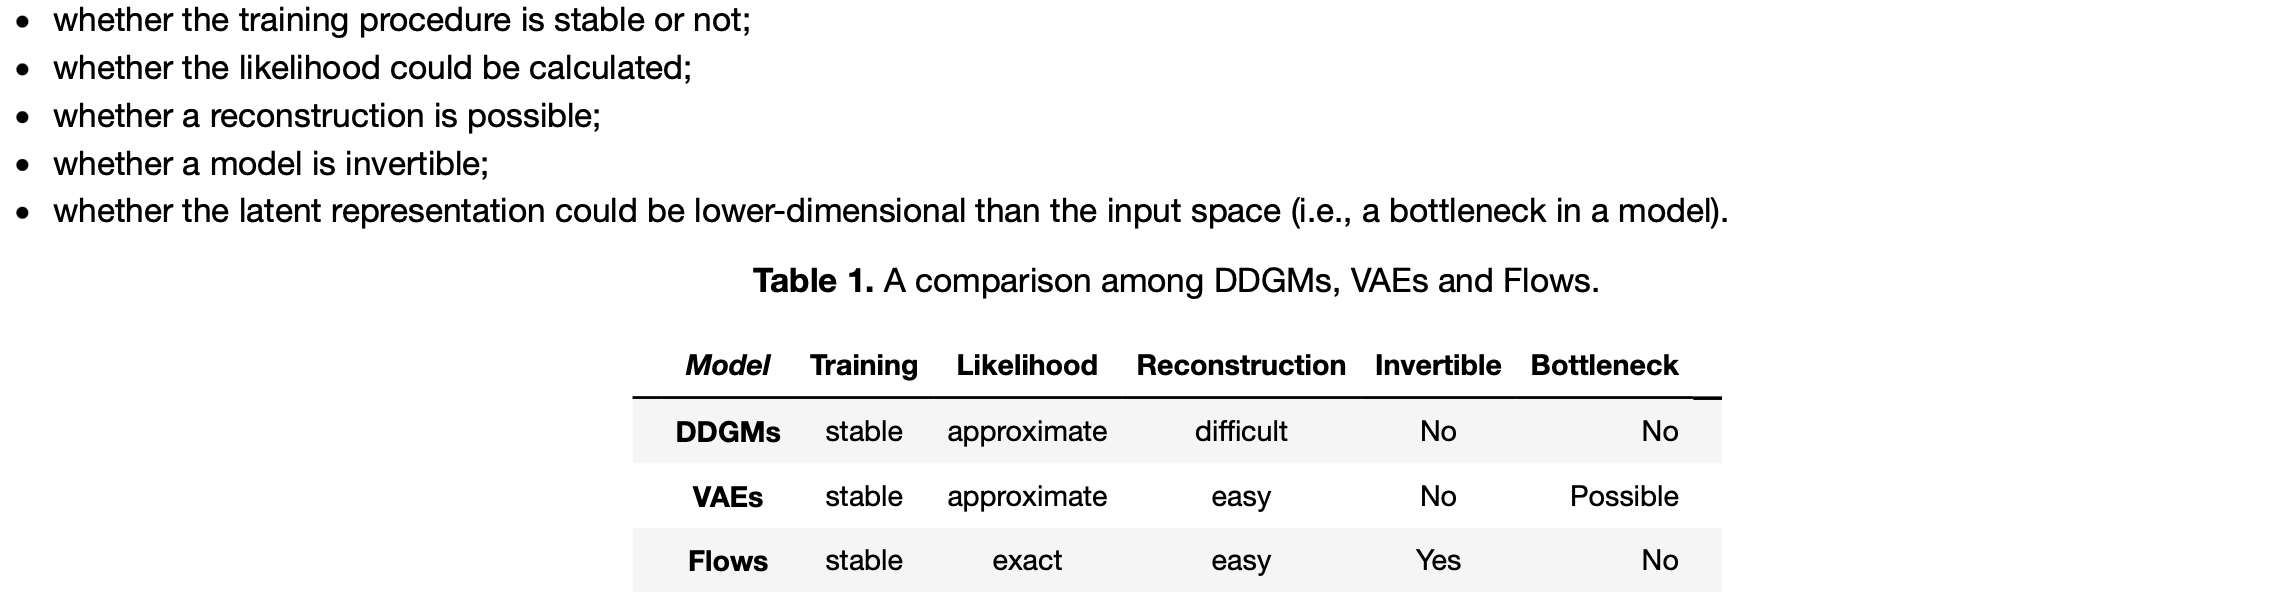 • whether the training procedure is stable or not;
• whether the likelihood could be calculated;
• whether a reconstruction is possible;
• whether a model is invertible;
• whether the latent representation could be lower-dimensional than the input space (i.e., a bottleneck in a model).
Table 1. A comparison among DDGMs, VAEs and Flows.
Model Training Likelihood Reconstruction Invertible Bottleneck
DDGMs stable approximate difficult No No
VAEs stable approximate easy No Possible
Flows stable exact easy Yes No